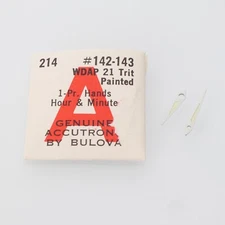 214 #142-143
WDAP 21 Trit
Painted
1-Pr. Hands
Hour & Minute
GENUINE
ACCUTRON
BY BULOVA